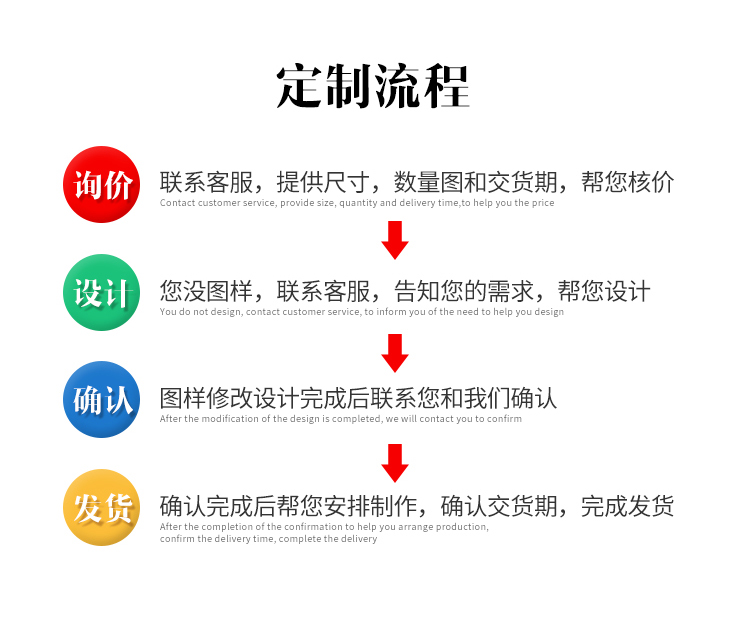 定制流程
询价
联系客服，提供尺寸，数量图和交货期，帮您核价
Contact customer service, provide size, quantity and delivery time,to help you the price
设计
您没图样，联系客服，告知您的需求，帮您设计
You do not design, contact customer service, to inform you of the need to help you design
确认
图样修改设计完成后联系您和我们确认
After the modification of the design is completed, we will contact you to confirm
发货
确认完成后帮您安排制作，确认交货期，完成发货
After the completion of the confirmation to help you arrange production,
confirm the delivery time, complete the delivery